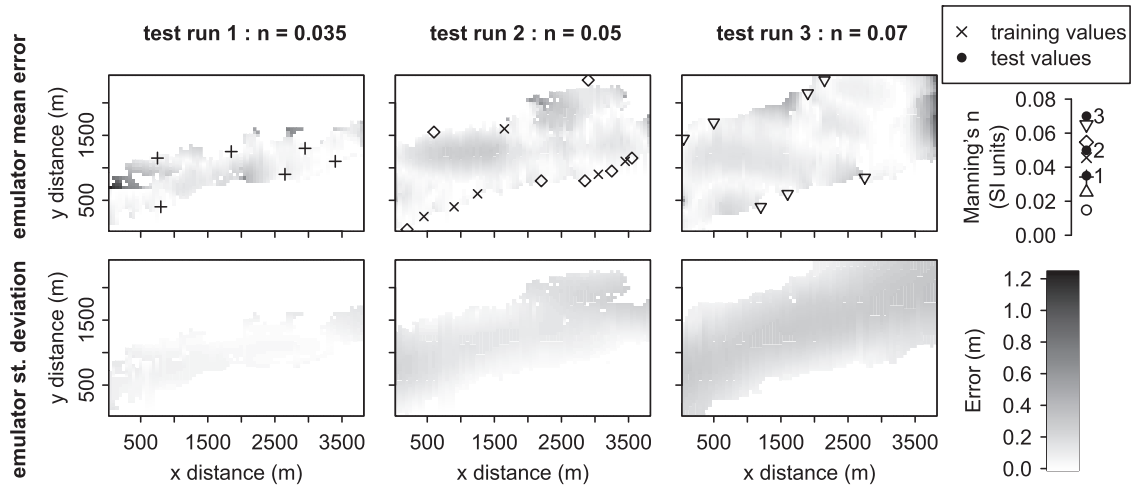 test run 1 : n = 0.035
test run 2 : n = 0.05
test run 3 : n = 0.07
training values
test values
emulator mean error
y distance (m)
500
1500
Manning's n
(SI units)
0.08
0.06
0.04
0.02
0.00
3
2
1
emulator st. deviation
y distance (m)
500
1500
500 1500 2500 3500
500 1500 2500 3500
500 1500 2500 3500
x distance (m)
x distance (m)
x distance (m)
Error (m)
1.2
1.0
0.8
0.6
0.4
0.2
0.0